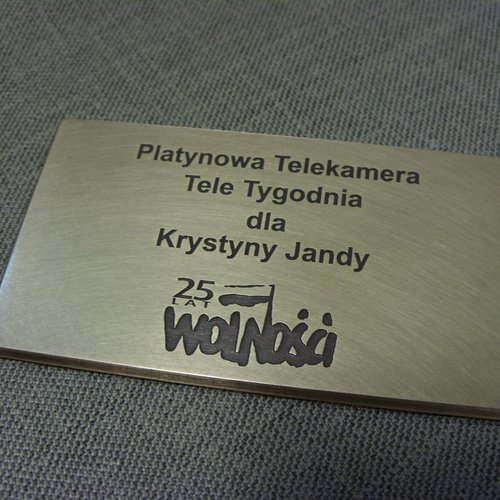 Platynowa Telekamera
Tele Tygodnia
dla
Krystyny Jandy
25
LAT
WOLNOŚCi